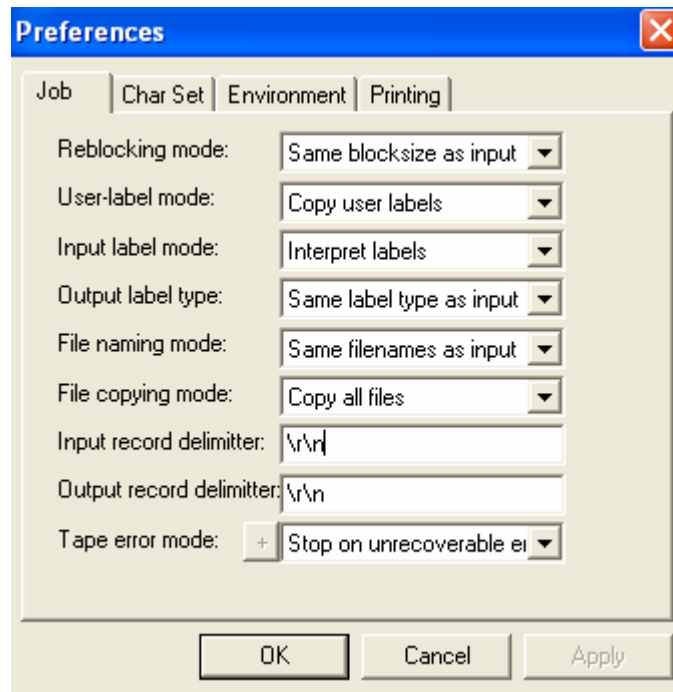 Preferences
Job Char Set Environment Printing
Reblocking mode: Same blocksize as input
User-label mode: Copy user labels
Input label mode: Interpret labels
Output label type: Same label type as input
File naming mode: Same filenames as input
File copying mode: Copy all files
Input record delimitter: \r\n
Output record delimitter: \r\n
Tape error mode: + Stop on unrecoverable er
OK Cancel Apply